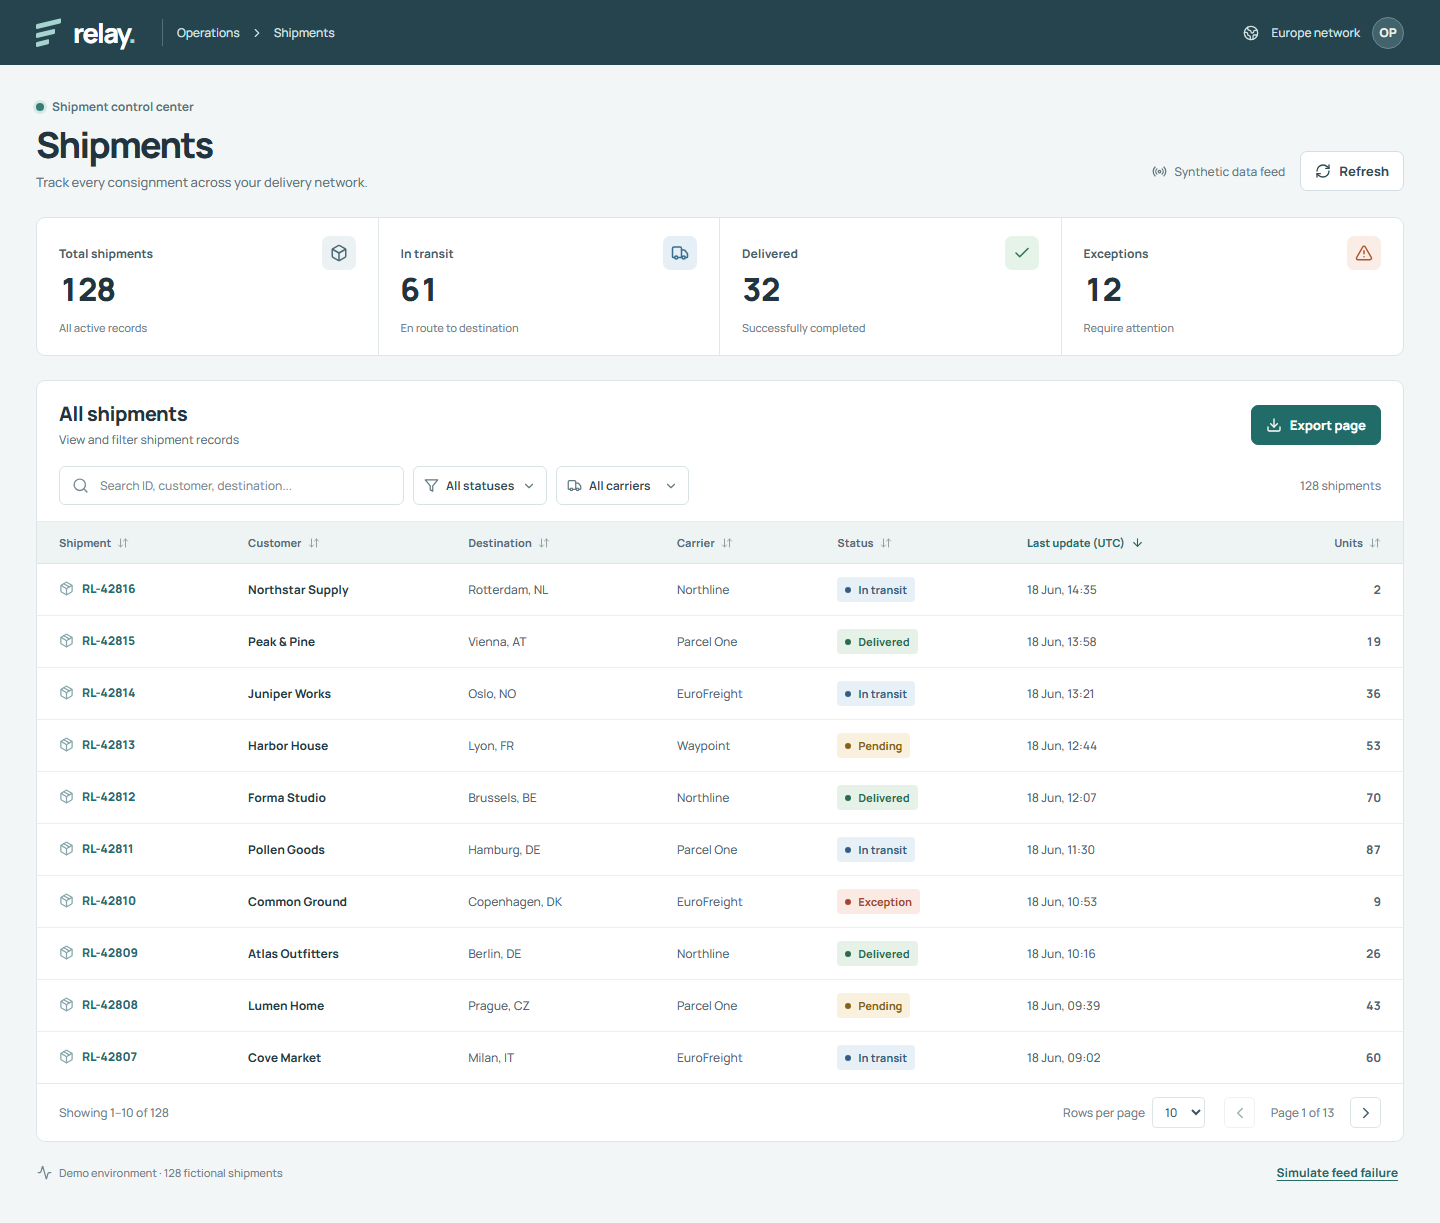 relay.
Operations > Shipments
Europe network
OP
Shipment control center
Shipments
Track every consignment across your delivery network.
Synthetic data feed
Refresh
Total shipments
128
All active records
In transit
61
En route to destination
Delivered
32
Successfully completed
Exceptions
12
Require attention
All shipments
View and filter shipment records
Export page
Search ID, customer, destination...
All statuses
All carriers
128 shipments
Shipment Customer Destination Carrier Status Last update (UTC) Units
RL-42816 Northstar Supply Rotterdam, NL Northline In transit 18 Jun, 14:35 2
RL-42815 Peak & Pine Vienna, AT Parcel One Delivered 18 Jun, 13:58 19
RL-42814 Juniper Works Oslo, NO EuroFreight In transit 18 Jun, 13:21 36
RL-42813 Harbor House Lyon, FR Waypoint Pending 18 Jun, 12:44 53
RL-42812 Forma Studio Brussels, BE Northline Delivered 18 Jun, 12:07 70
RL-42811 Pollen Goods Hamburg, DE Parcel One In transit 18 Jun, 11:30 87
RL-42810 Common Ground Copenhagen, DK EuroFreight Exception 18 Jun, 10:53 9
RL-42809 Atlas Outfitters Berlin, DE Northline Delivered 18 Jun, 10:16 26
RL-42808 Lumen Home Prague, CZ Parcel One Pending 18 Jun, 09:39 43
RL-42807 Cove Market Milan, IT EuroFreight In transit 18 Jun, 09:02 60
Showing 1–10 of 128
Rows per page 10
Page 1 of 13
Demo environment · 128 fictional shipments
Simulate feed failure